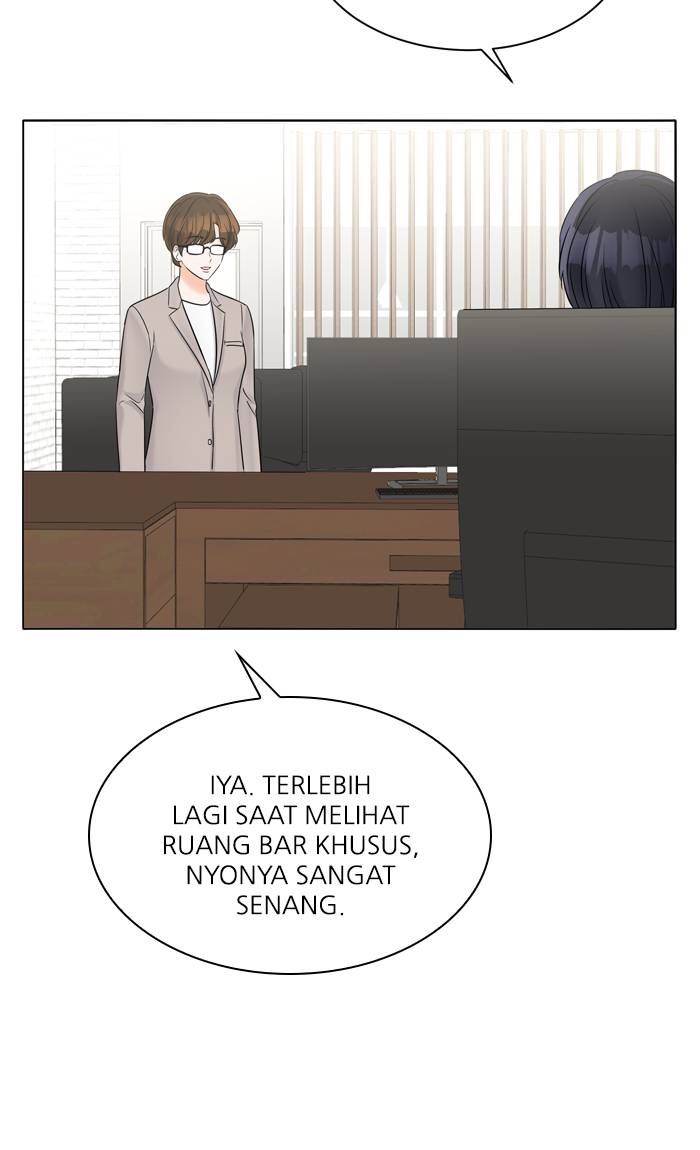 IYA. TERLEBIH
LAGI SAAT MELIHAT
RUANG BAR KHUSUS,
NYONYA SANGAT
SENANG.